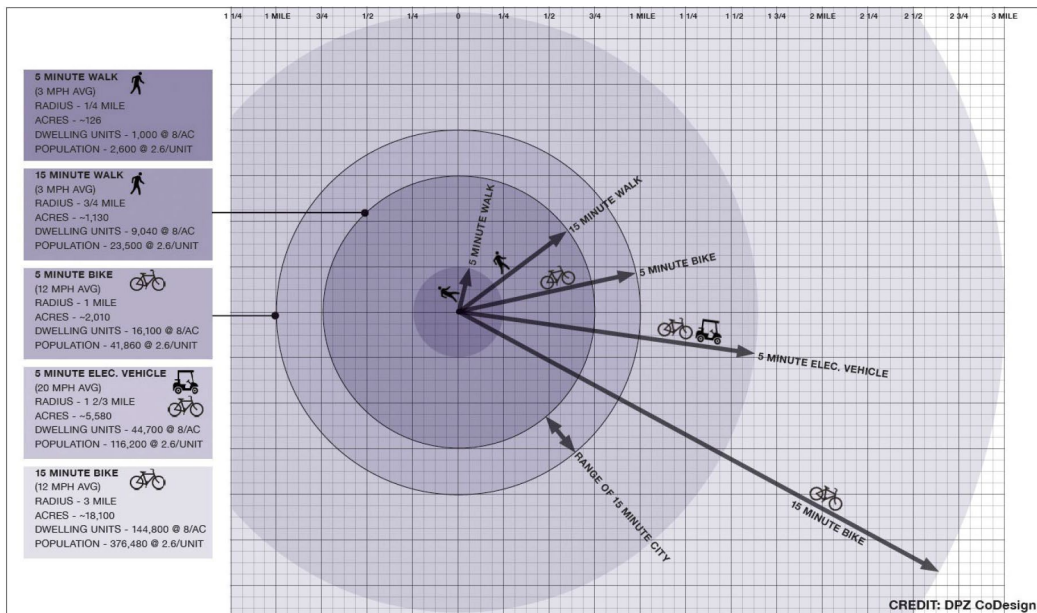 1 1/4 1 MILE 3/4 1/2 1/4 0 1/4 1/2 3/4 1 MILE 1 1/4 1 1/2 1 3/4 2 MILE 2 1/4 2 1/2 2 3/4 3 MILE
5 MINUTE WALK
(3 MPH AVG)
RADIUS - 1/4 MILE
ACRES - ~126
DWELLING UNITS - 1,000 @ 8/AC
POPULATION - 2,600 @ 2.6/UNIT
15 MINUTE WALK
(3 MPH AVG)
RADIUS - 3/4 MILE
ACRES - ~1,130
DWELLING UNITS - 9,040 @ 8/AC
POPULATION - 23,500 @ 2.6/UNIT
5 MINUTE BIKE
(12 MPH AVG)
RADIUS - 1 MILE
ACRES - ~2,010
DWELLING UNITS - 16,100 @ 8/AC
POPULATION - 41,860 @ 2.6/UNIT
5 MINUTE ELEC. VEHICLE
(20 MPH AVG)
RADIUS - 1 2/3 MILE
ACRES - ~5,580
DWELLING UNITS - 44,700 @ 8/AC
POPULATION - 116,200 @ 2.6/UNIT
15 MINUTE BIKE
(12 MPH AVG)
RADIUS - 3 MILE
ACRES - ~18,100
DWELLING UNITS - 144,800 @ 8/AC
POPULATION - 376,480 @ 2.6/UNIT
5 MINUTE WALK
15 MINUTE WALK
5 MINUTE BIKE
5 MINUTE ELEC. VEHICLE
RANGE OF 15 MINUTE CITY
15 MINUTE BIKE
CREDIT: DPZ CoDesign